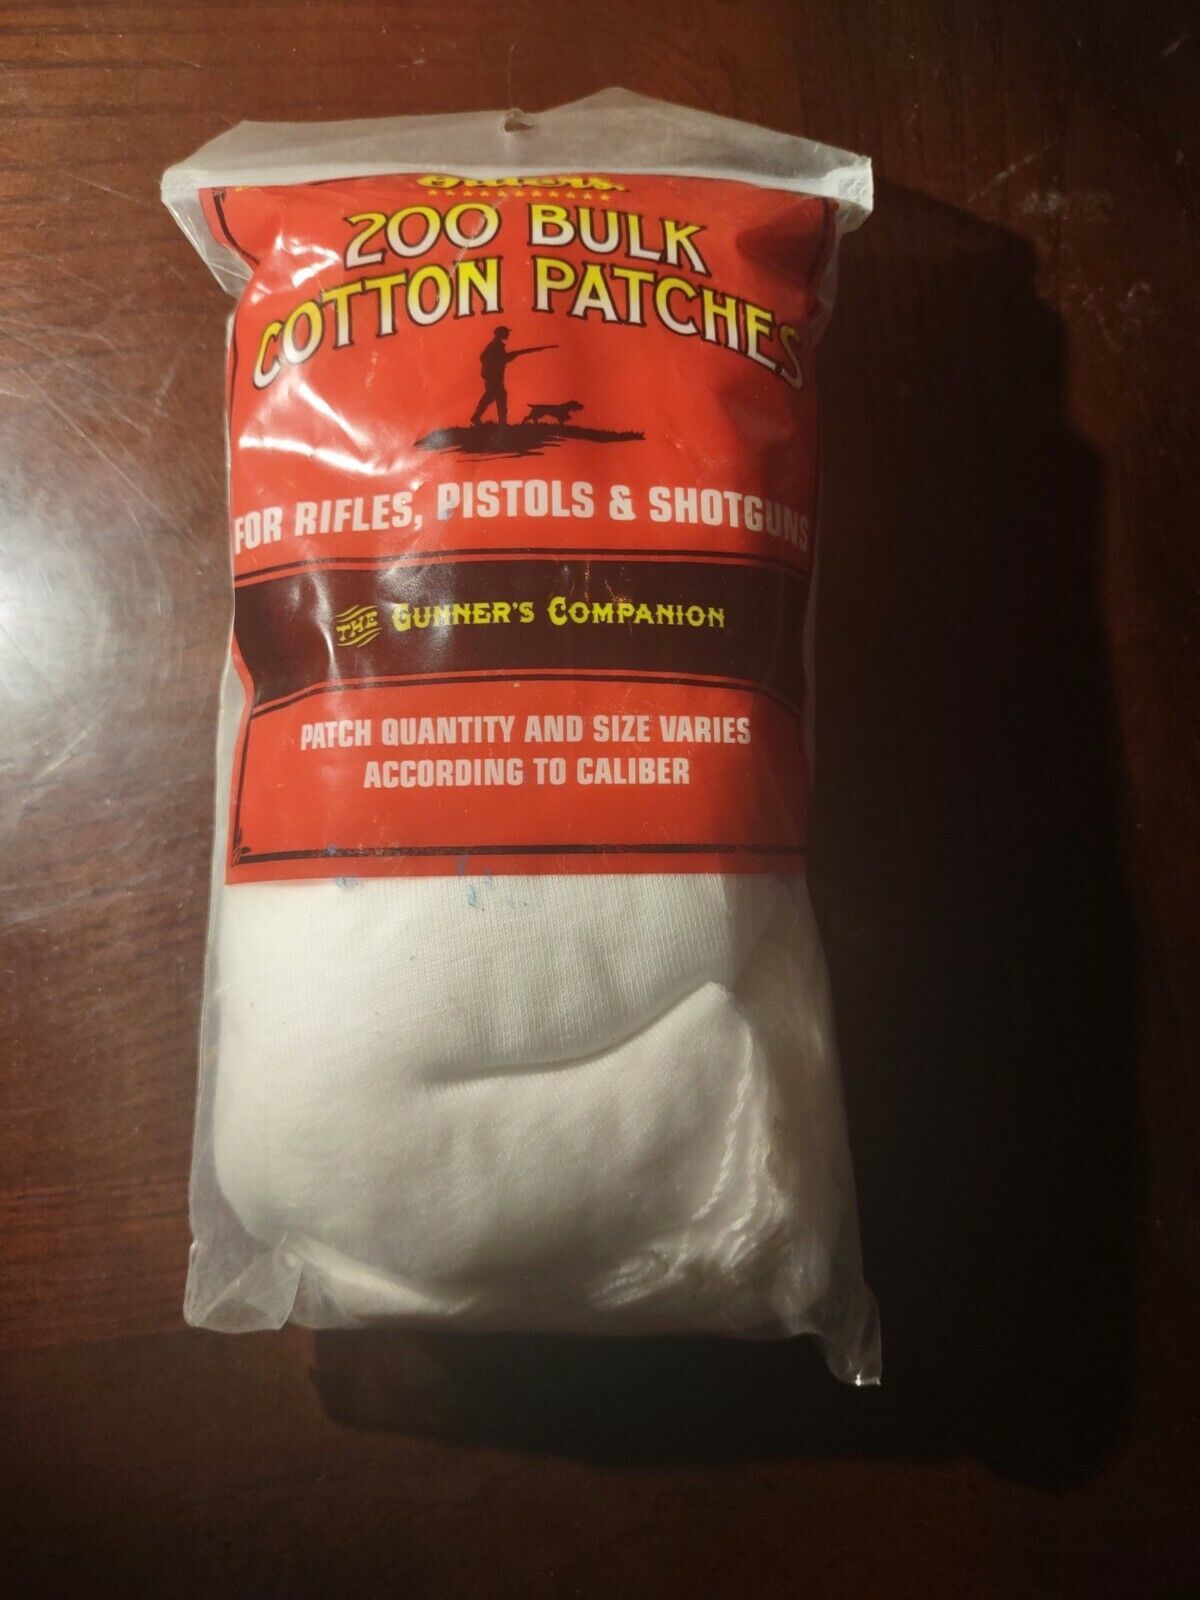 200 BULK
COTTON PATCHES
FOR RIFLES, PISTOLS & SHOTGUNS
THE GUNNER'S COMPANION
PATCH QUANTITY AND SIZE VARIES
ACCORDING TO CALIBER